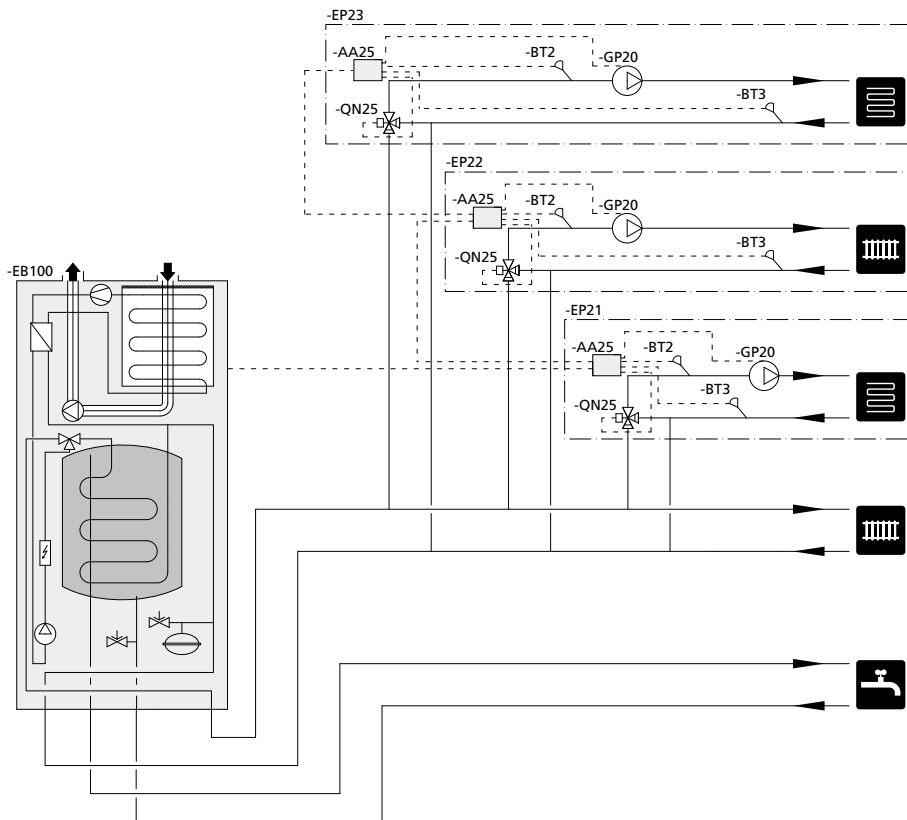 -EP23
-AA25
-BT2
-GP20
-BT3
-QN25
-EP22
-AA25
-BT2
-GP20
-BT3
-QN25
-EB100
-EP21
-AA25
-BT2
-GP20
-BT3
-QN25